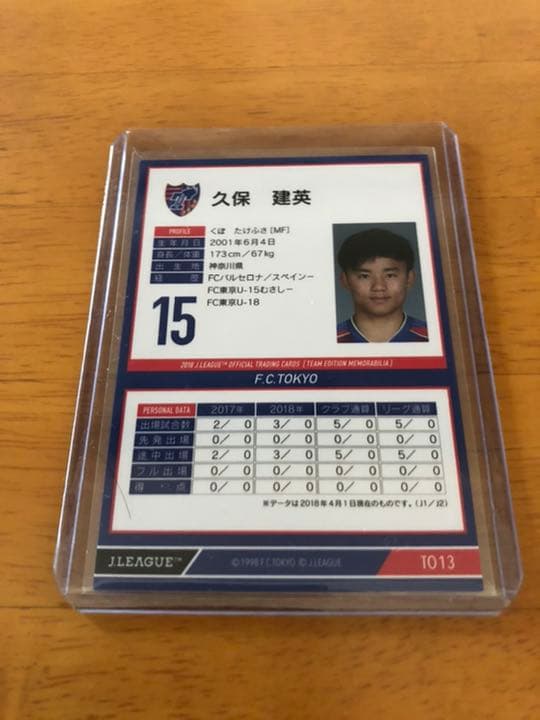 久保 建英
PROFILE くぼ たけふさ [MF]
生年月日 2001年6月4日
身長/体重 173cm/67kg
出生地 神奈川県
経歴 FCバルセロナ/スペインー
FC東京U-15むさしー
FC東京U-18
15
2018 J.LEAGUE™ OFFICIAL TRADING CARDS [TEAM EDITION MEMORABILIA]
F.C.TOKYO
PERSONAL DATA 2017年 2018年 クラブ通算 リーグ通算
出場試合数 2/ 0 3/ 0 5/ 0 5/ 0
先発出場 0/ 0 0/ 0 0/ 0 0/ 0
途中出場 2/ 0 3/ 0 5/ 0 5/ 0
フル出場 0/ 0 0/ 0 0/ 0 0/ 0
得・点 0/ 0 0/ 0 0/ 0 0/ 0
※データは2018年4月1日現在のものです。(J1/J2)
J.LEAGUE™ ©1998 F.C.TOKYO © J.LEAGUE TO13